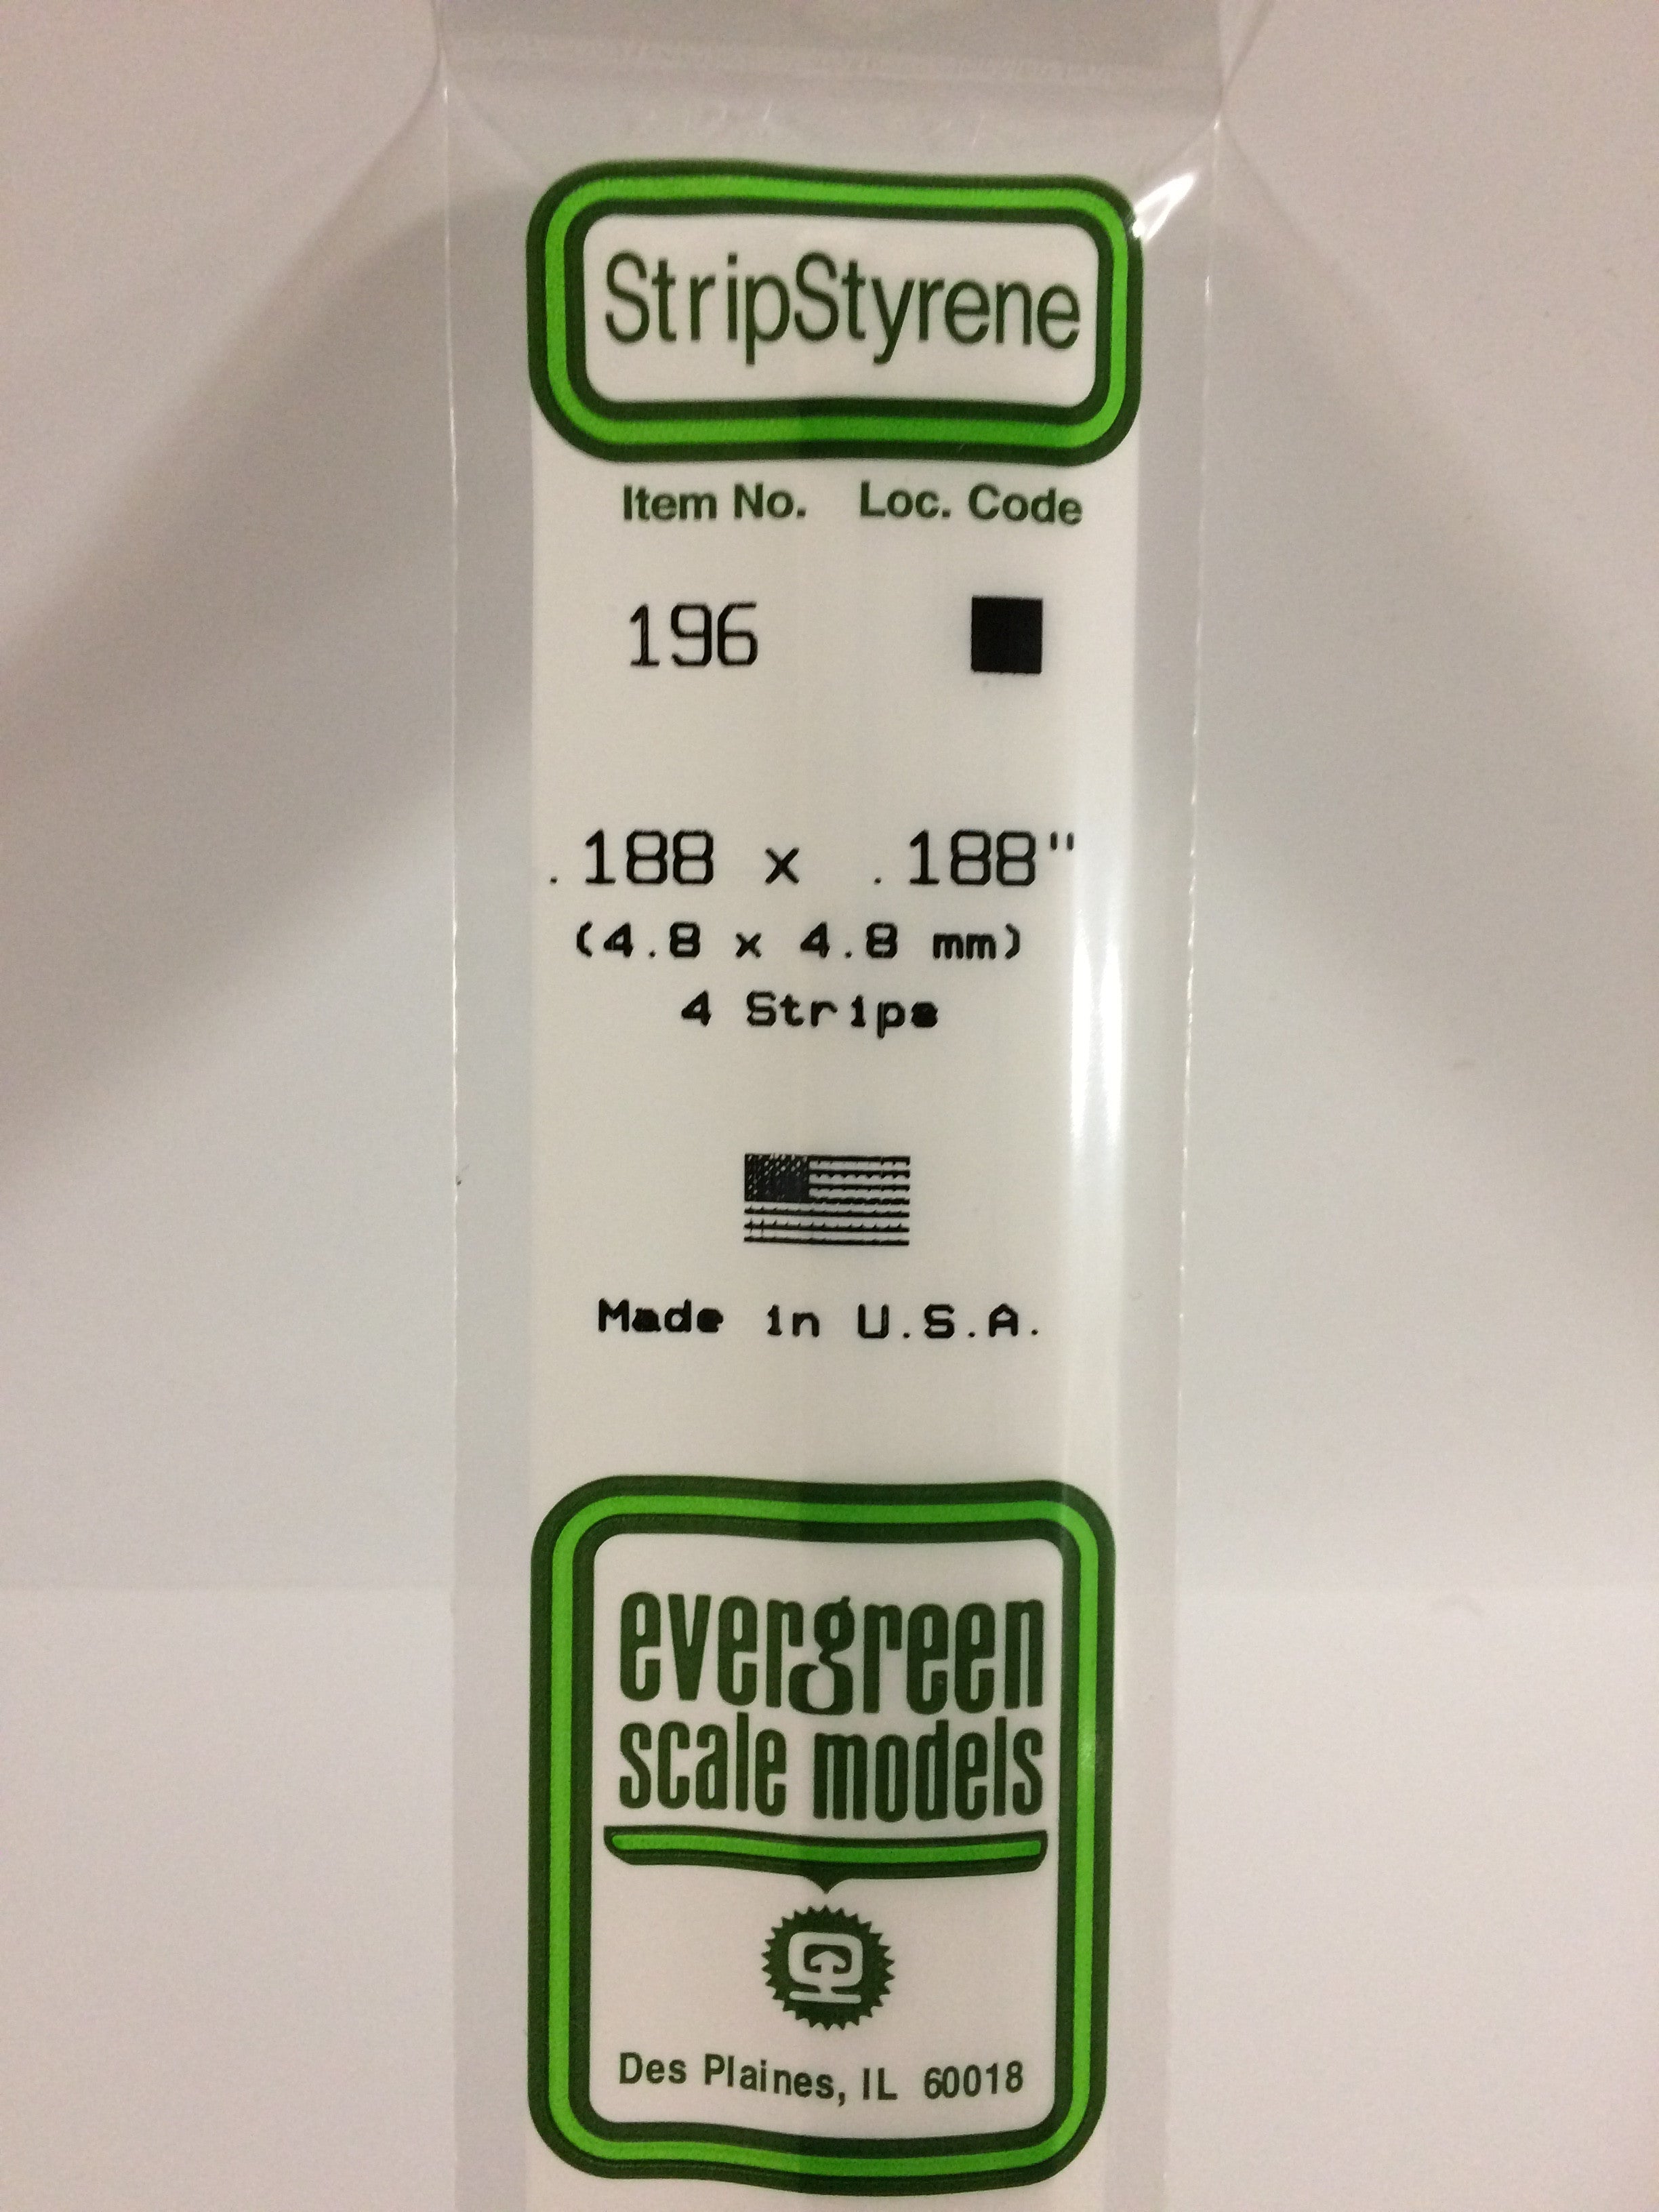 StripStyrene
Item No. Loc. Code
196
.188 x .188"
(4.8 x 4.8 mm)
4 Strips
Made in U.S.A.
evergreen
scale models
Des Plaines, IL 60018